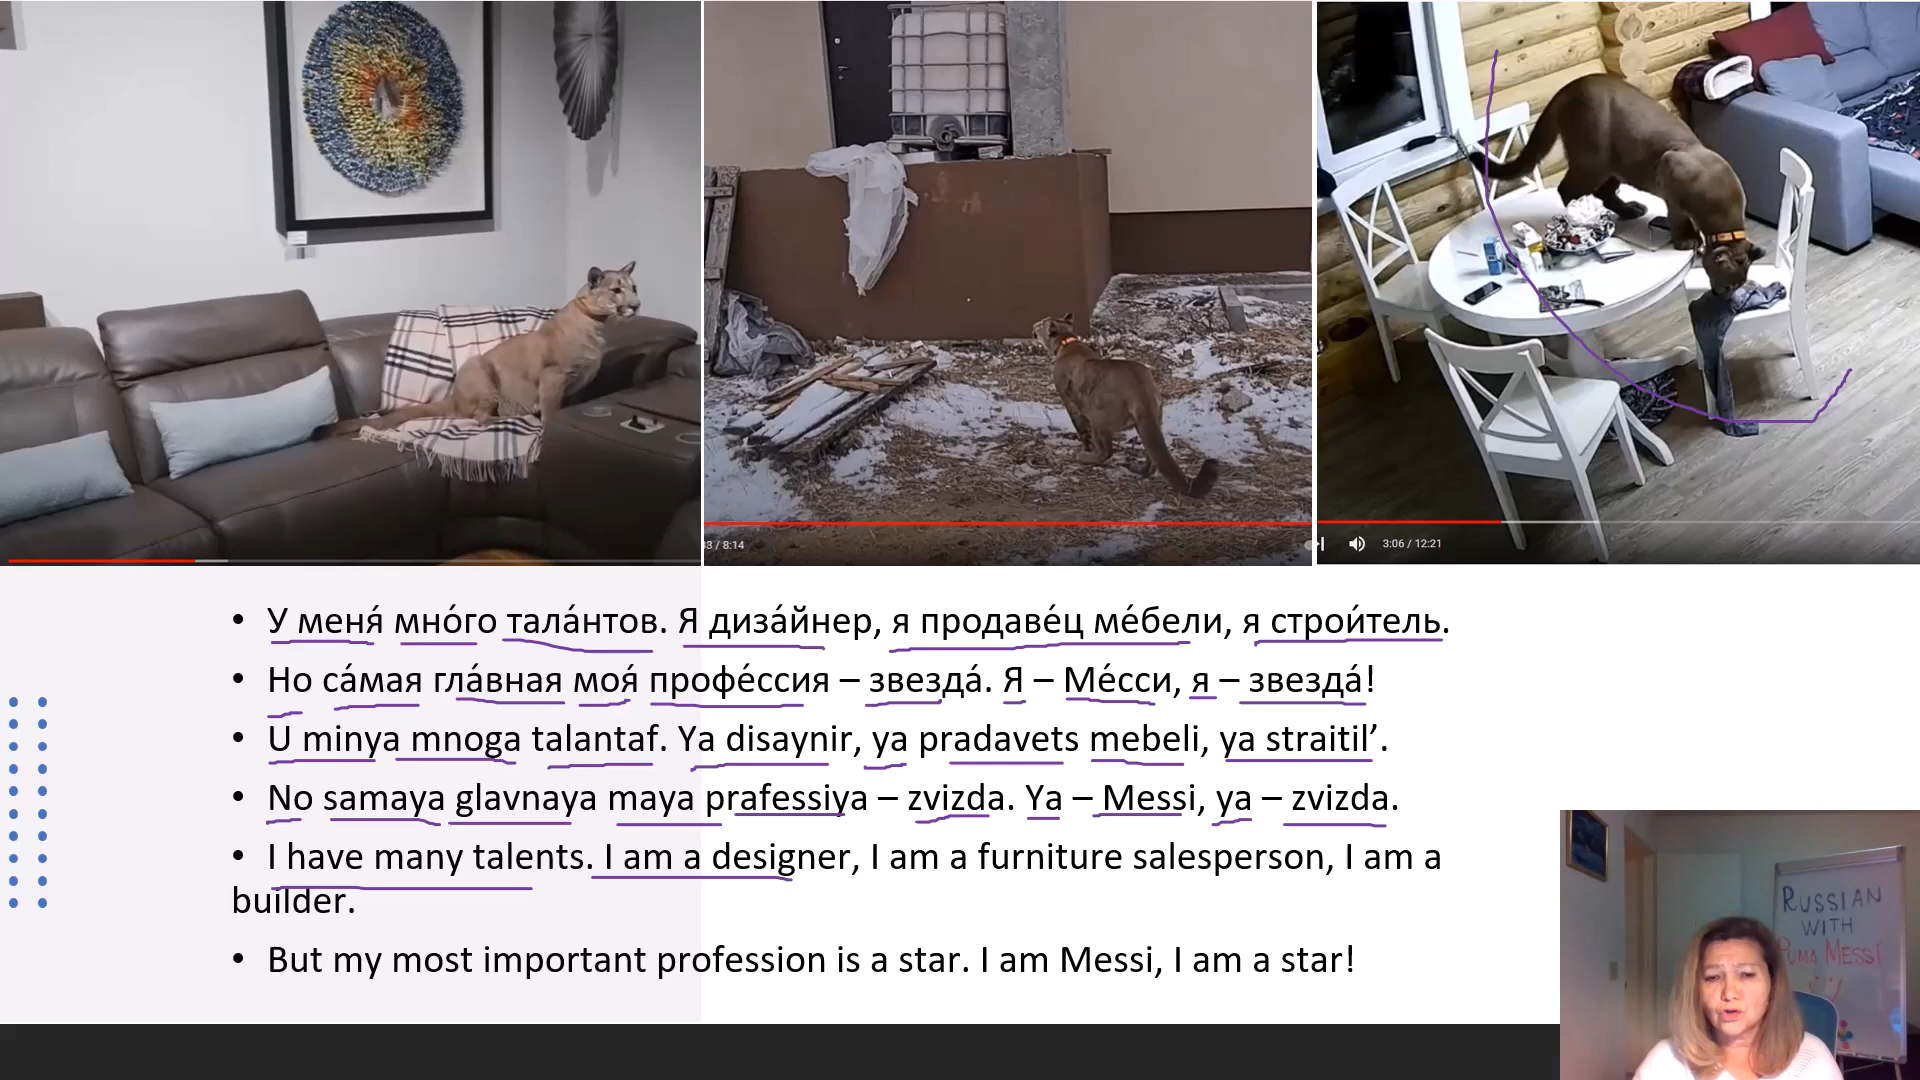 33 / 8:14
3:06 / 12:21
• У меня́ мно́го тала́нтов. Я диза́йнер, я продаве́ц ме́бели, я строи́тель.
• Но са́мая гла́вная моя́ профе́ссия – звезда́. Я – Ме́сси, я – звезда́!
• U minya mnoga talantaf. Ya disaynir, ya pradavets mebeli, ya straitil’.
• No samaya glavnaya maya prafessiya – zvizda. Ya – Messi, ya – zvizda.
• I have many talents. I am a designer, I am a furniture salesperson, I am a
builder.
• But my most important profession is a star. I am Messi, I am a star!
RUSSIAN
WITH
PUMA MESSI